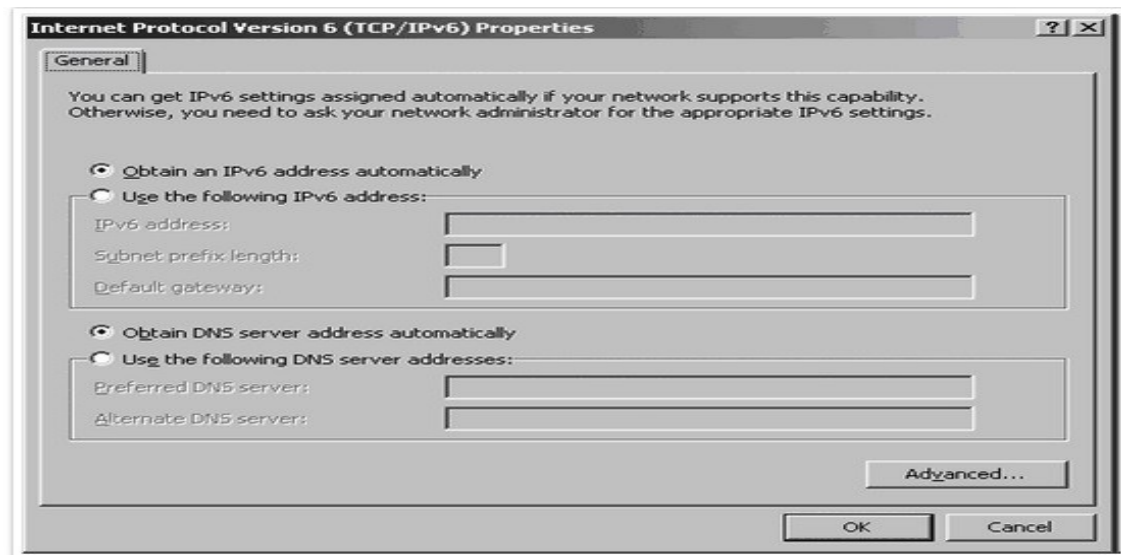 Internet Protocol Version 6 (TCP/IPv6) Properties
General
You can get IPv6 settings assigned automatically if your network supports this capability.
Otherwise, you need to ask your network administrator for the appropriate IPv6 settings.
Obtain an IPv6 address automatically
Use the following IPv6 address:
IPv6 address:
Subnet prefix length:
Default gateway:
Obtain DNS server address automatically
Use the following DNS server addresses:
Preferred DNS server:
Alternate DNS server:
Advanced...
OK Cancel